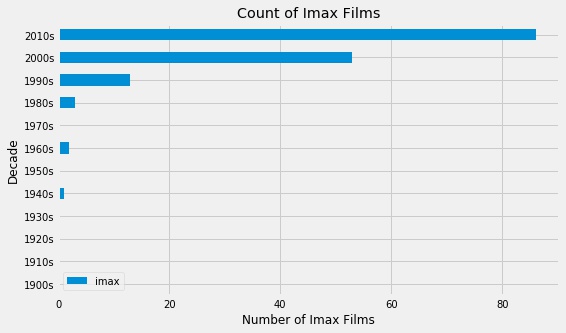 Count of Imax Films
2010s
2000s
1990s
1980s
1970s
1960s
1950s
1940s
1930s
1920s
1910s
1900s
Decade
imax
0 20 40 60 80
Number of Imax Films